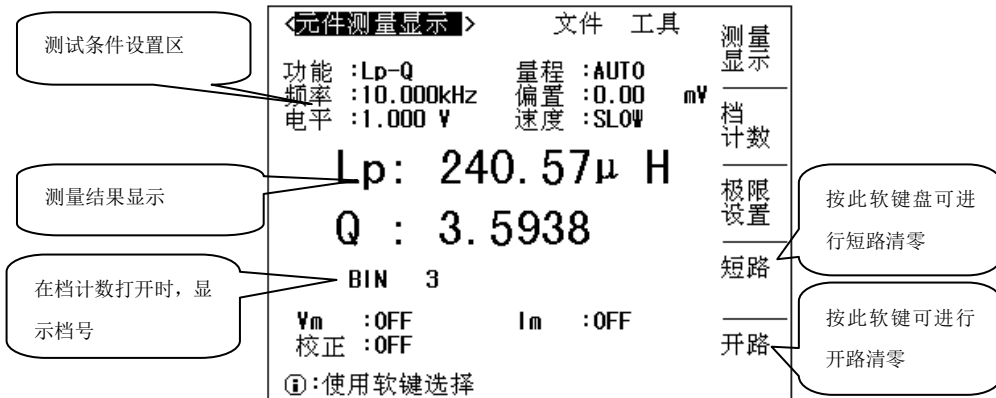 测试条件设置区
<元件测量显示> 文件 工具
功能 :Lp-Q 量程 :AUTO
频率 :10.000kHz 偏置 :0.00 mV
电平 :1.000 V 速度 :SLOW
Lp: 240.57μ H
Q : 3.5938
BIN 3
Vm :OFF Im :OFF
校正 :OFF
ⓘ:使用软键选择
测量
显示
档
计数
极限
设置
短路
开路
测量结果显示
在档计数打开时，显
示档号
按此软键盘可进
行短路清零
按此软键可进行
开路清零